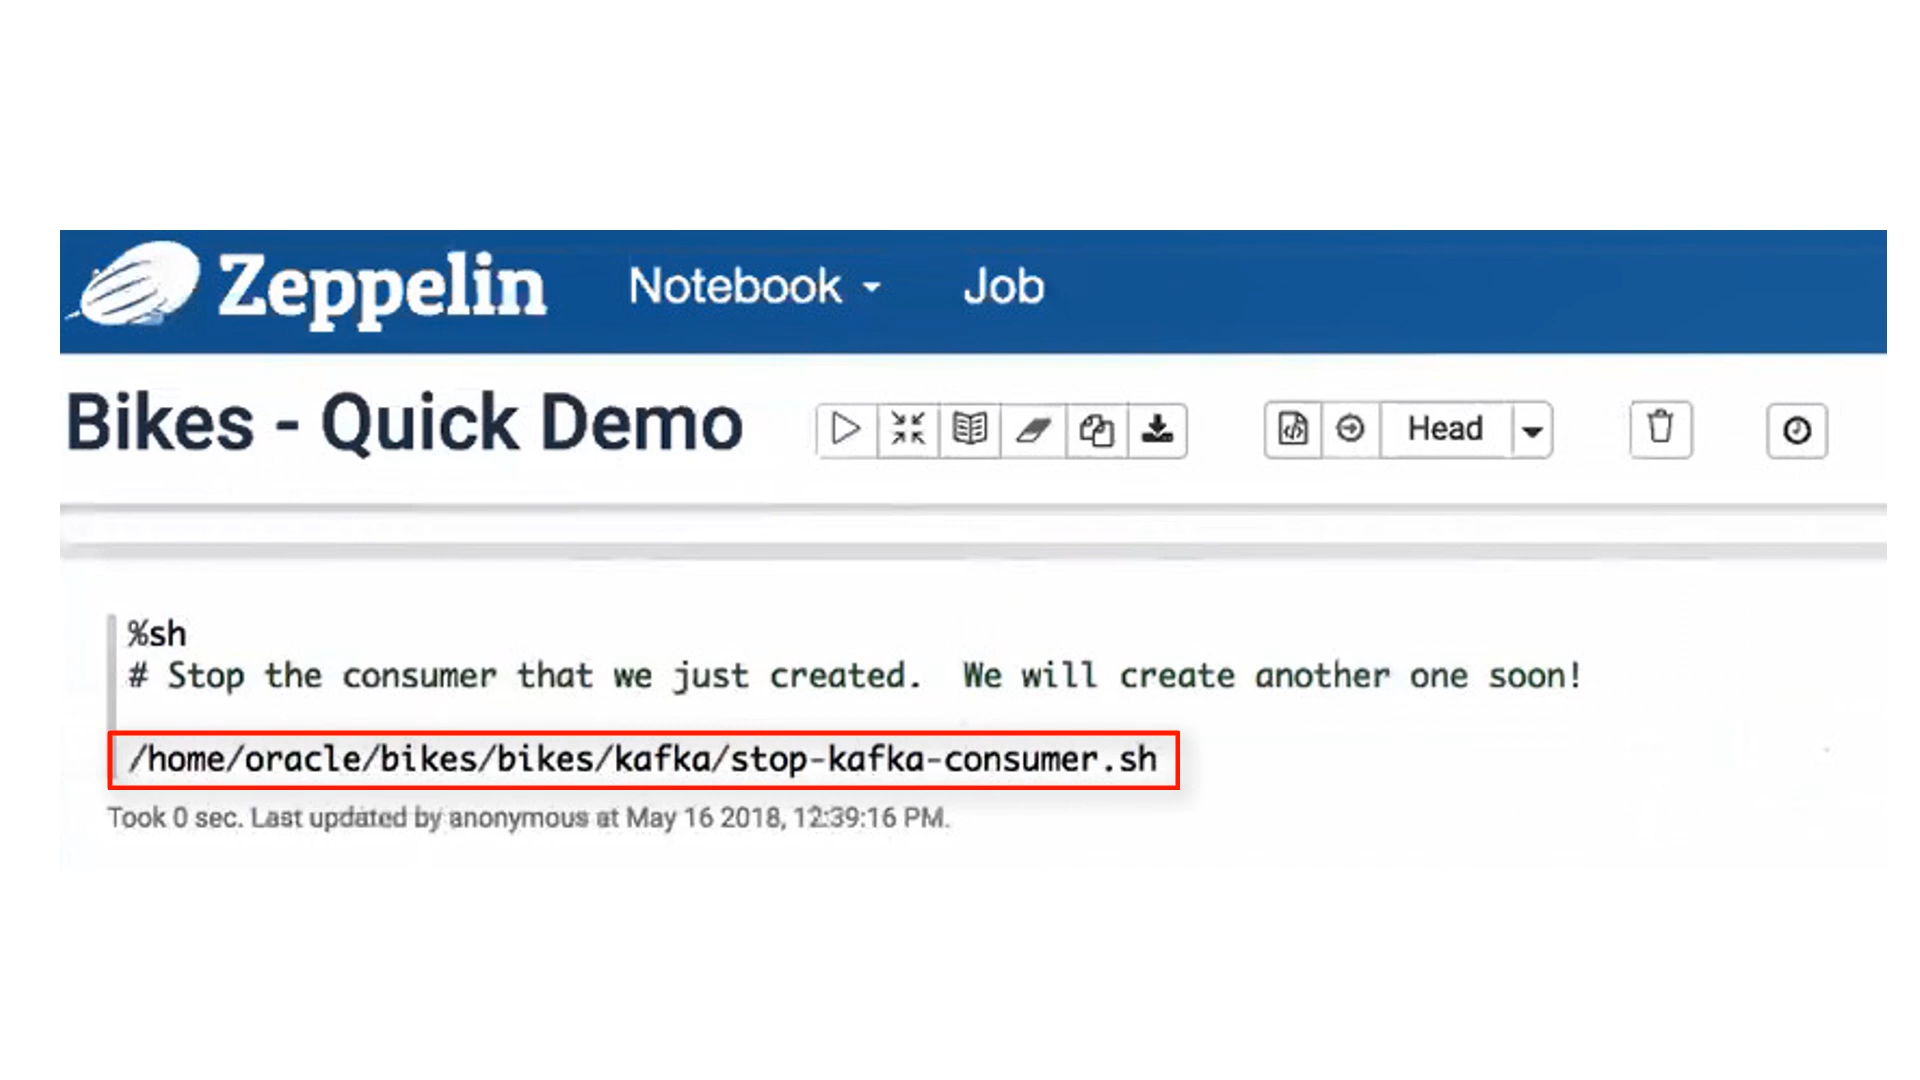 Zeppelin Notebook Job
Bikes - Quick Demo Head
%sh
# Stop the consumer that we just created.  We will create another one soon!
/home/oracle/bikes/bikes/kafka/stop-kafka-consumer.sh
Took 0 sec. Last updated by anonymous at May 16 2018, 12:39:16 PM.